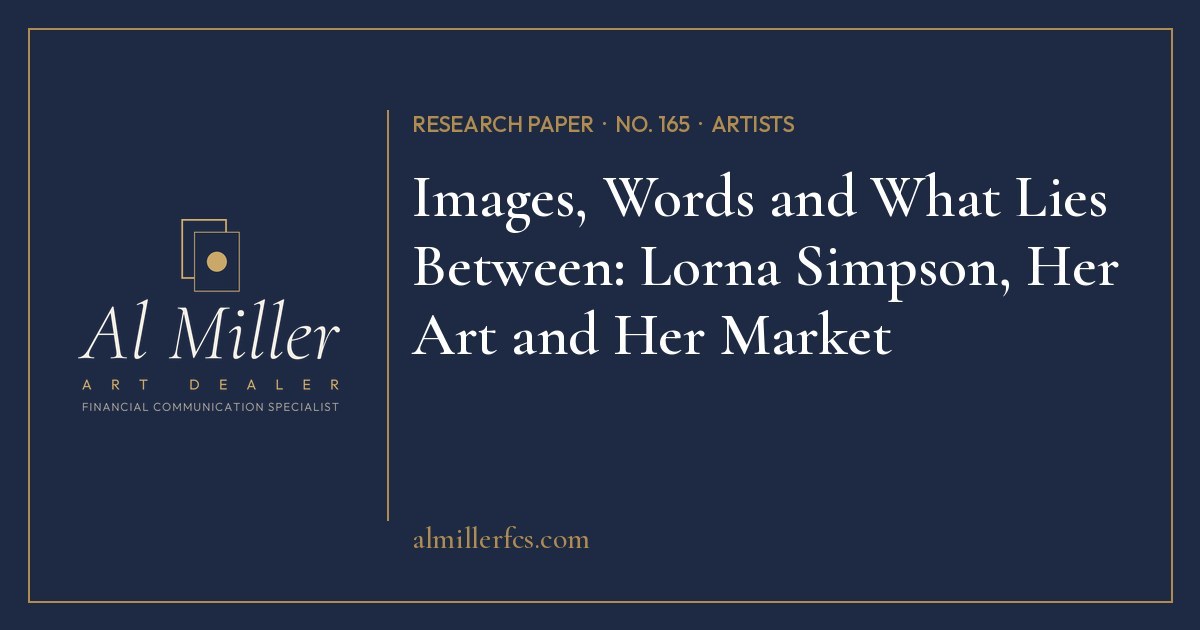 Al Miller
ART DEALER
FINANCIAL COMMUNICATION SPECIALIST
RESEARCH PAPER · NO. 165 · ARTISTS
Images, Words and What Lies
Between: Lorna Simpson, Her
Art and Her Market
almillerfcs.com